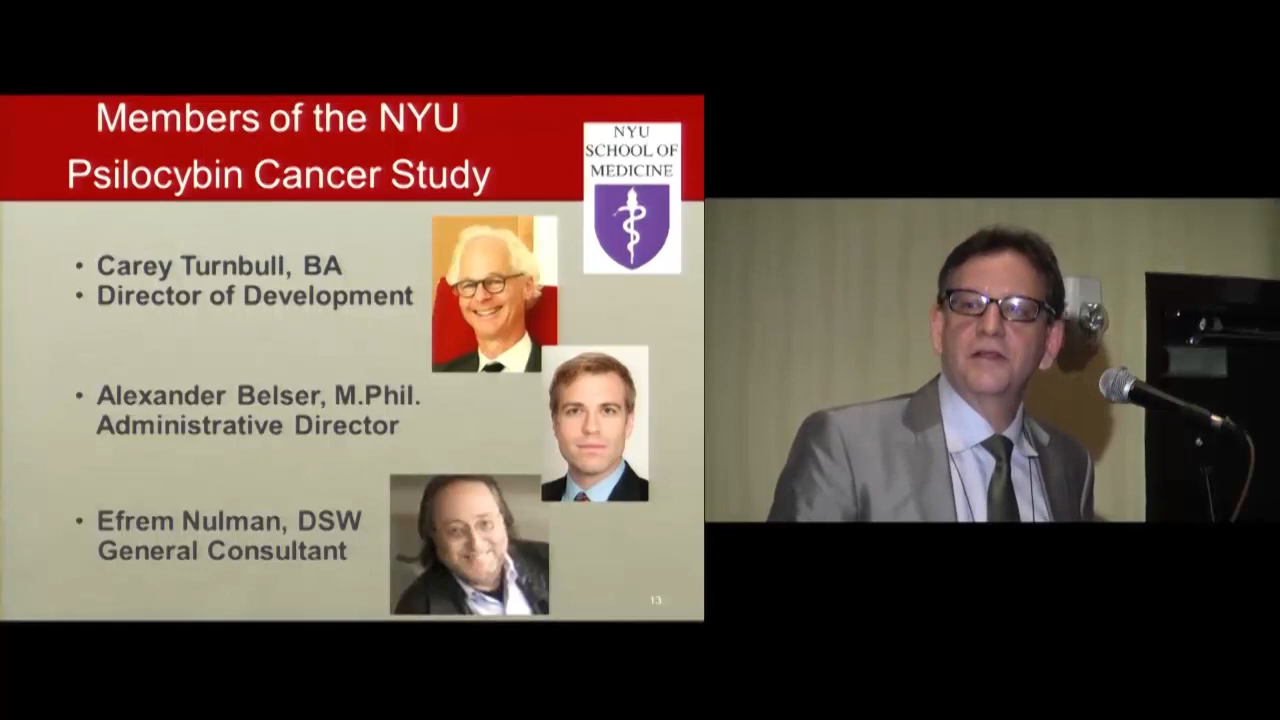 Members of the NYU
Psilocybin Cancer Study
NYU
SCHOOL OF
MEDICINE
• Carey Turnbull, BA
• Director of Development
• Alexander Belser, M.Phil.
Administrative Director
• Efrem Nulman, DSW
General Consultant
13